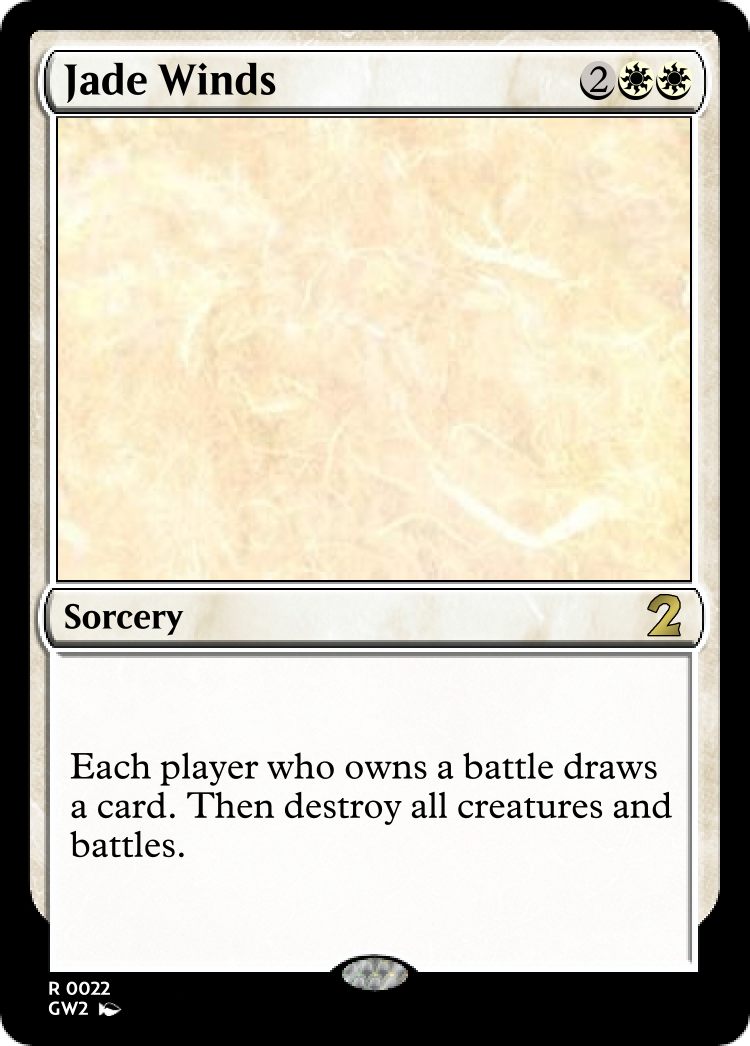 Jade Winds 2
Sorcery 2
Each player who owns a battle draws
a card. Then destroy all creatures and
battles.
R 0022
GW2